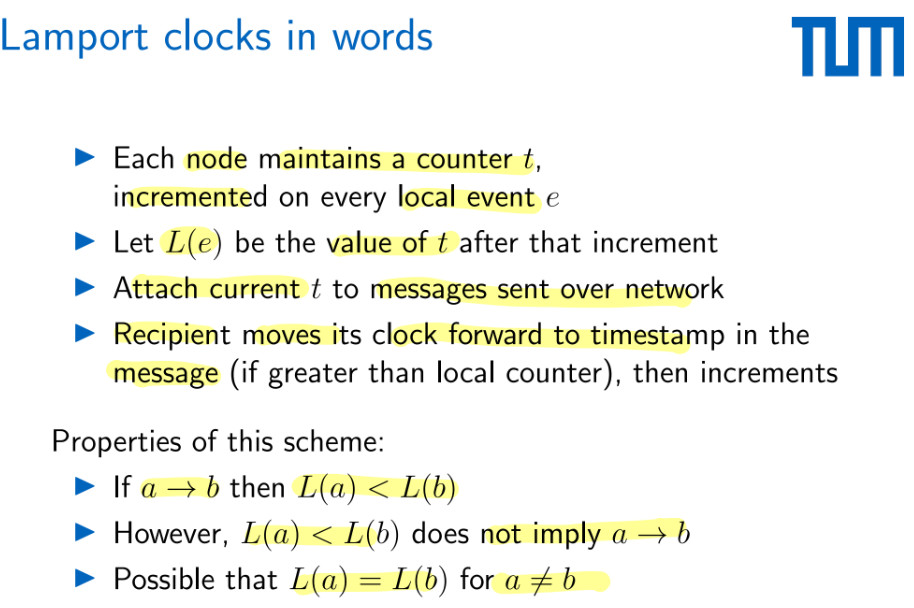 Lamport clocks in words
TUM
▶ Each node maintains a counter t,
incremented on every local event e
▶ Let L(e) be the value of t after that increment
▶ Attach current t to messages sent over network
▶ Recipient moves its clock forward to timestamp in the
message (if greater than local counter), then increments
Properties of this scheme:
▶ If a → b then L(a) < L(b)
▶ However, L(a) < L(b) does not imply a → b
▶ Possible that L(a) = L(b) for a ≠ b